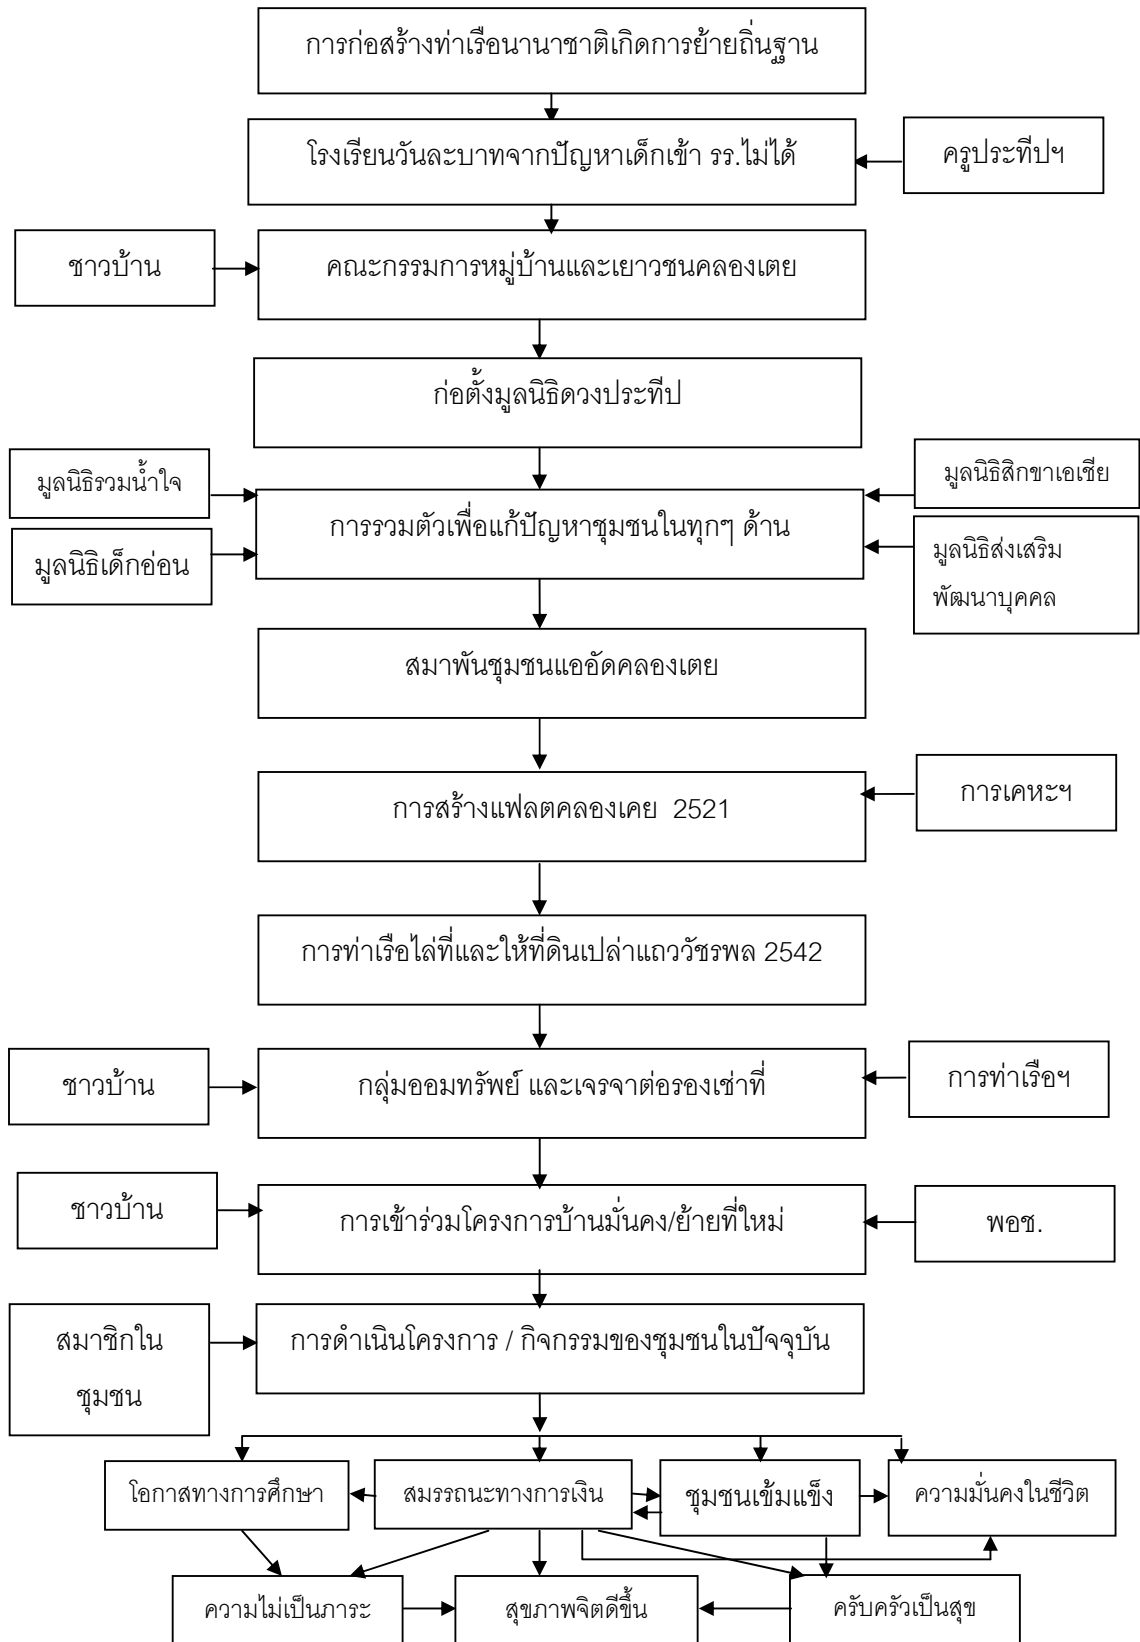 การก่อสร้างท่าเรือนานาชาติเกิดการย้ายถิ่นฐาน
โรงเรียนวันละบาทจากปัญหาเด็กเข้า รร.ไม่ได้
ครูประทีปฯ
ชาวบ้าน
คณะกรรมการหมู่บ้านและเยาวชนคลองเตย
ก่อตั้งมูลนิธิดวงประทีป
มูลนิธิรวมน้ำใจ
มูลนิธิสิกขาเอเชีย
การรวมตัวเพื่อแก้ปัญหาชุมชนในทุกๆ ด้าน
มูลนิธิเด็กอ่อน
มูลนิธิส่งเสริม
พัฒนาบุคคล
สมาพันชุมชนแออัดคลองเตย
การสร้างแฟลตคลองเคย 2521
การเคหะฯ
การท่าเรือไล่ที่และให้ที่ดินเปล่าแถววัชรพล 2542
ชาวบ้าน
กลุ่มออมทรัพย์ และเจรจาต่อรองเช่าที่
การท่าเรือฯ
ชาวบ้าน
การเข้าร่วมโครงการบ้านมั่นคง/ย้ายที่ใหม่
พอช.
สมาชิกใน
ชุมชน
การดำเนินโครงการ / กิจกรรมของชุมชนในปัจจุบัน
โอกาสทางการศึกษา
สมรรถนะทางการเงิน
ชุมชนเข้มแข็ง
ความมั่นคงในชีวิต
ความไม่เป็นภาระ
สุขภาพจิตดีขึ้น
ครับครัวเป็นสุข